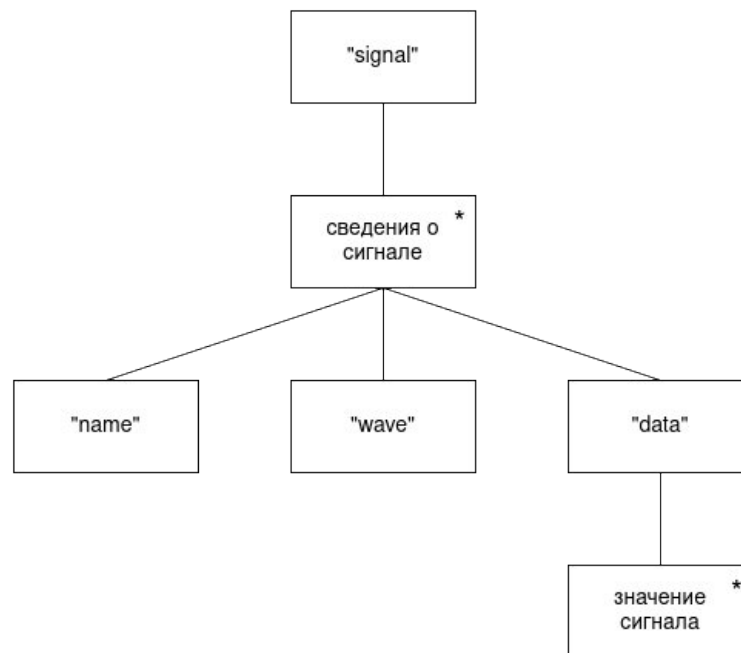 "signal"
сведения о *
сигнале
"name" "wave" "data"
значение *
сигнала